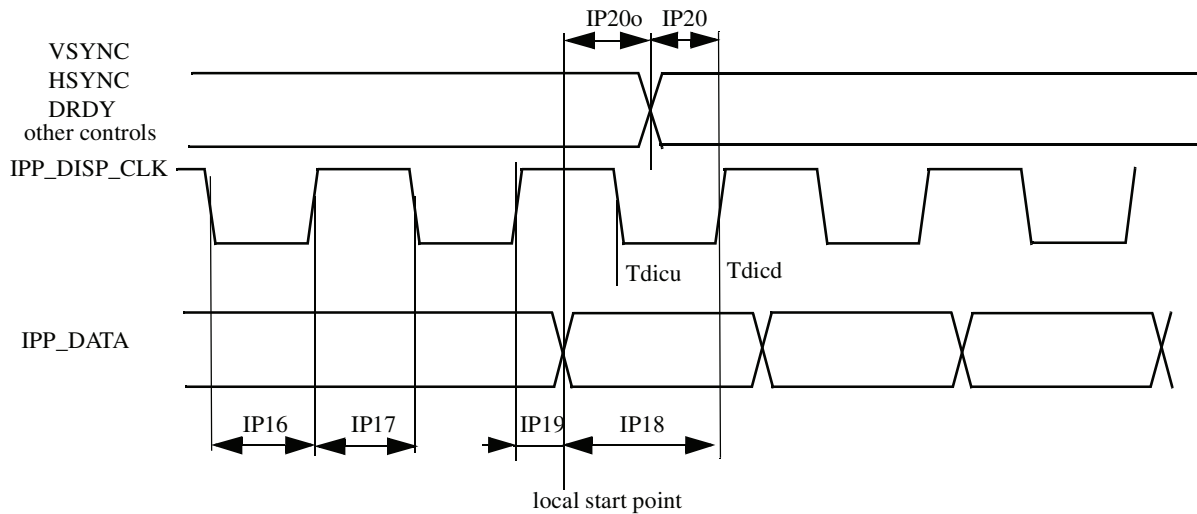 IP20o
IP20
VSYNC
HSYNC
DRDY
other controls
IPP_DISP_CLK
Tdicu
Tdicd
IPP_DATA
IP16
IP17
IP19
IP18
local start point